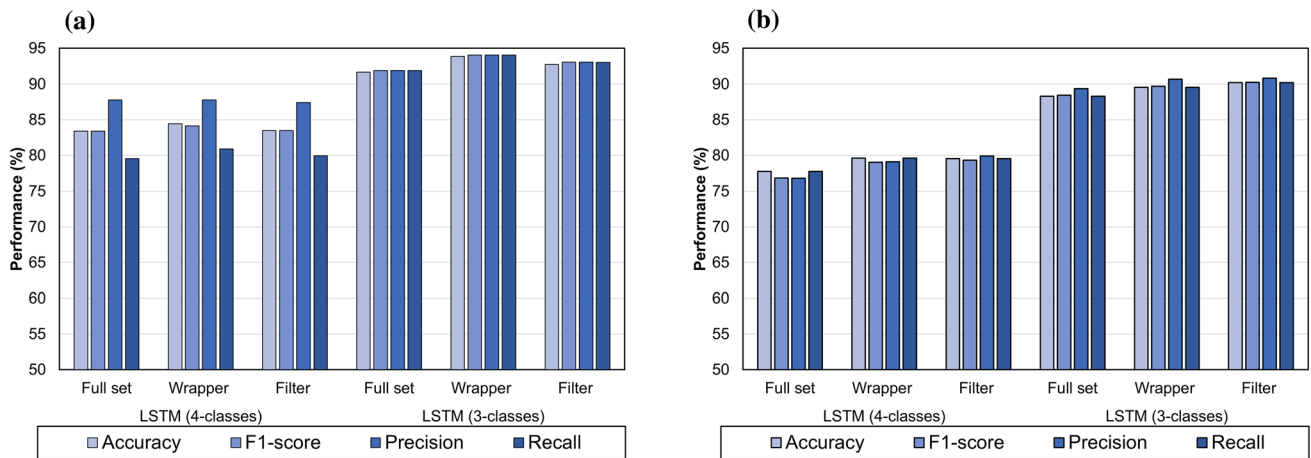 (a)
Performance (%)
95
90
85
80
75
70
65
60
55
50
Full set Wrapper Filter Full set Wrapper Filter
LSTM (4-classes) LSTM (3-classes)
Accuracy F1-score Precision Recall
(b)
Performance (%)
95
90
85
80
75
70
65
60
55
50
Full set Wrapper Filter Full set Wrapper Filter
LSTM (4-classes) LSTM (3-classes)
Accuracy F1-score Precision Recall